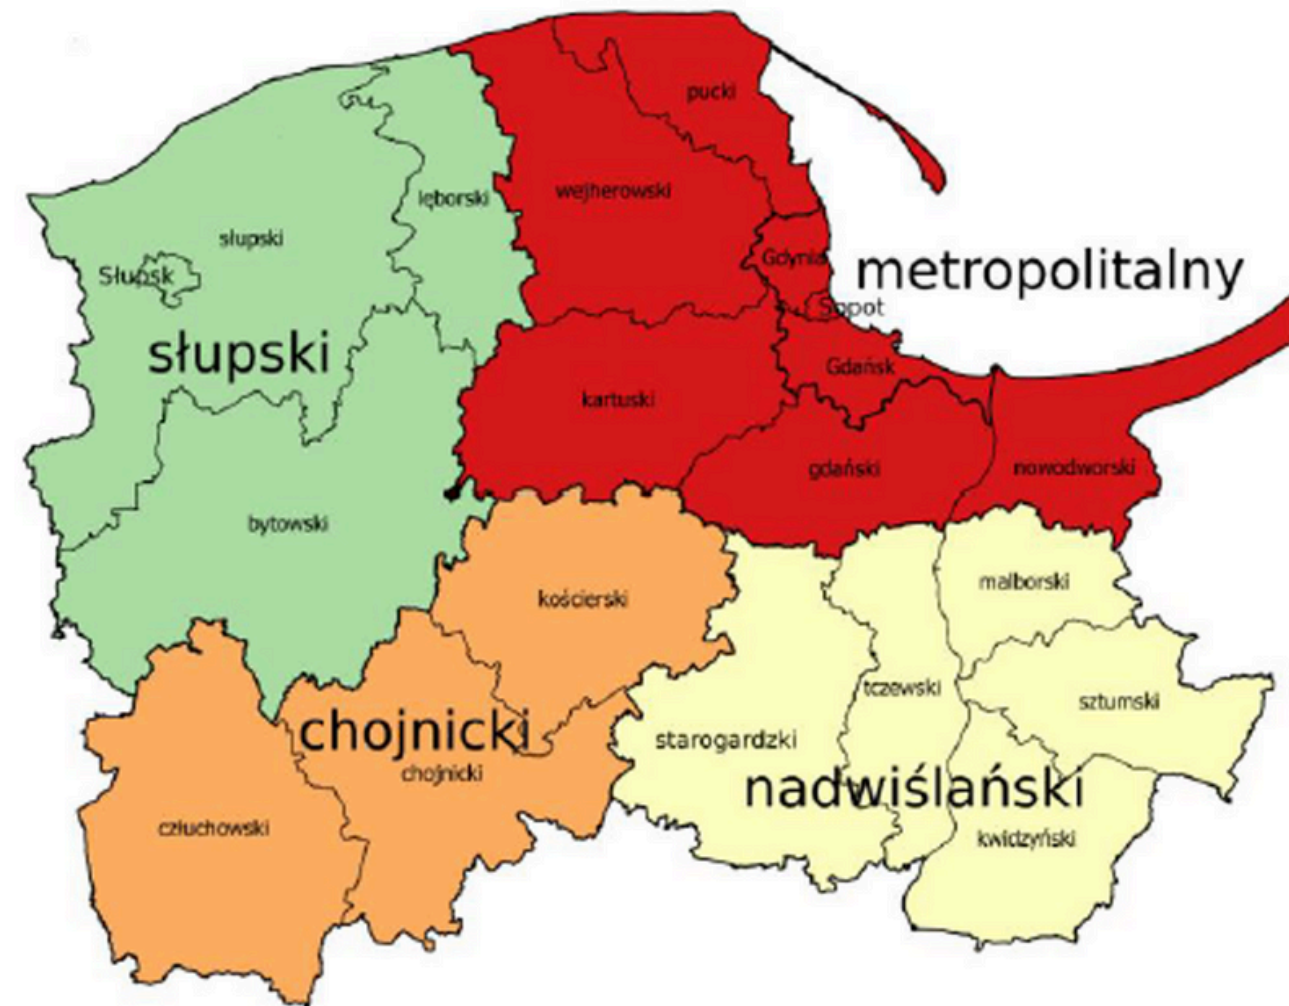 pucki
wejherowski
lęborski
słupski
Gdynia
Słupsk
metropolitalny
Sopot
słupski
Gdańsk
kartuski
gdański
nowodworski
bytowski
malborski
kościerski
tczewski
sztumski
chojnicki
starogardzki
chojnicki
nadwiślański
człuchowski
kwidzyński